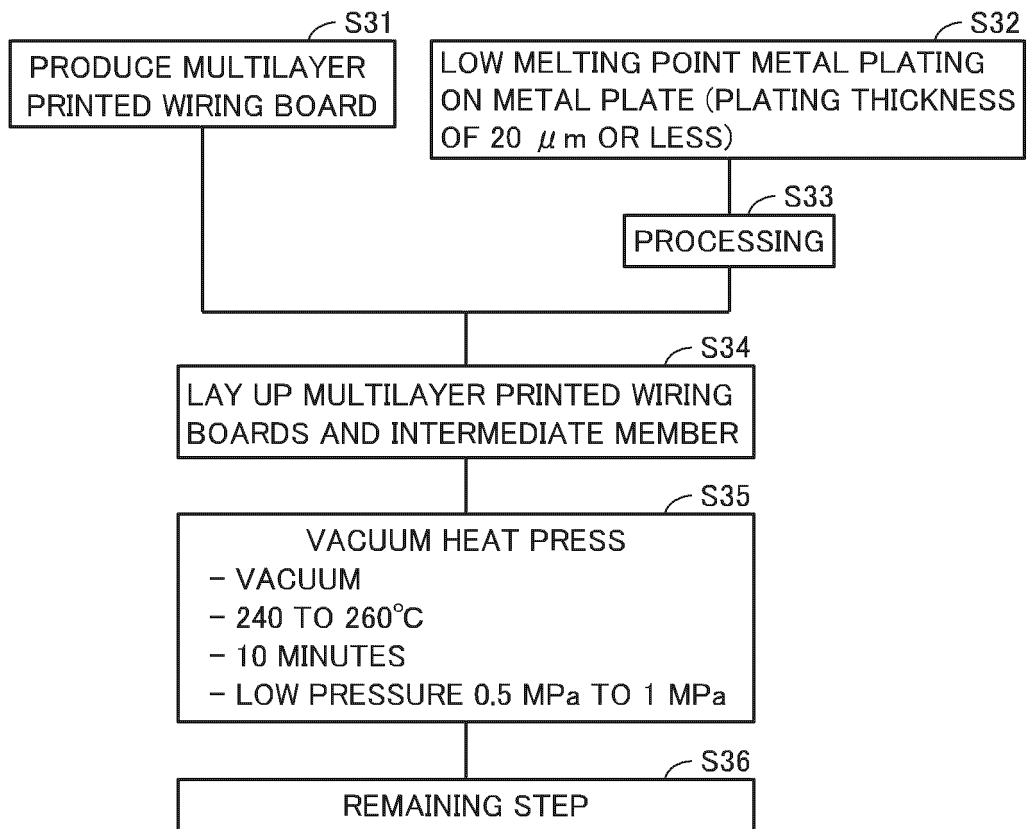 S31
PRODUCE MULTILAYER
PRINTED WIRING BOARD
S32
LOW MELTING POINT METAL PLATING
ON METAL PLATE (PLATING THICKNESS
OF 20 μm OR LESS)
S33
PROCESSING
S34
LAY UP MULTILAYER PRINTED WIRING
BOARDS AND INTERMEDIATE MEMBER
S35
VACUUM HEAT PRESS
- VACUUM
- 240 TO 260℃
- 10 MINUTES
- LOW PRESSURE 0.5 MPa TO 1 MPa
S36
REMAINING STEP